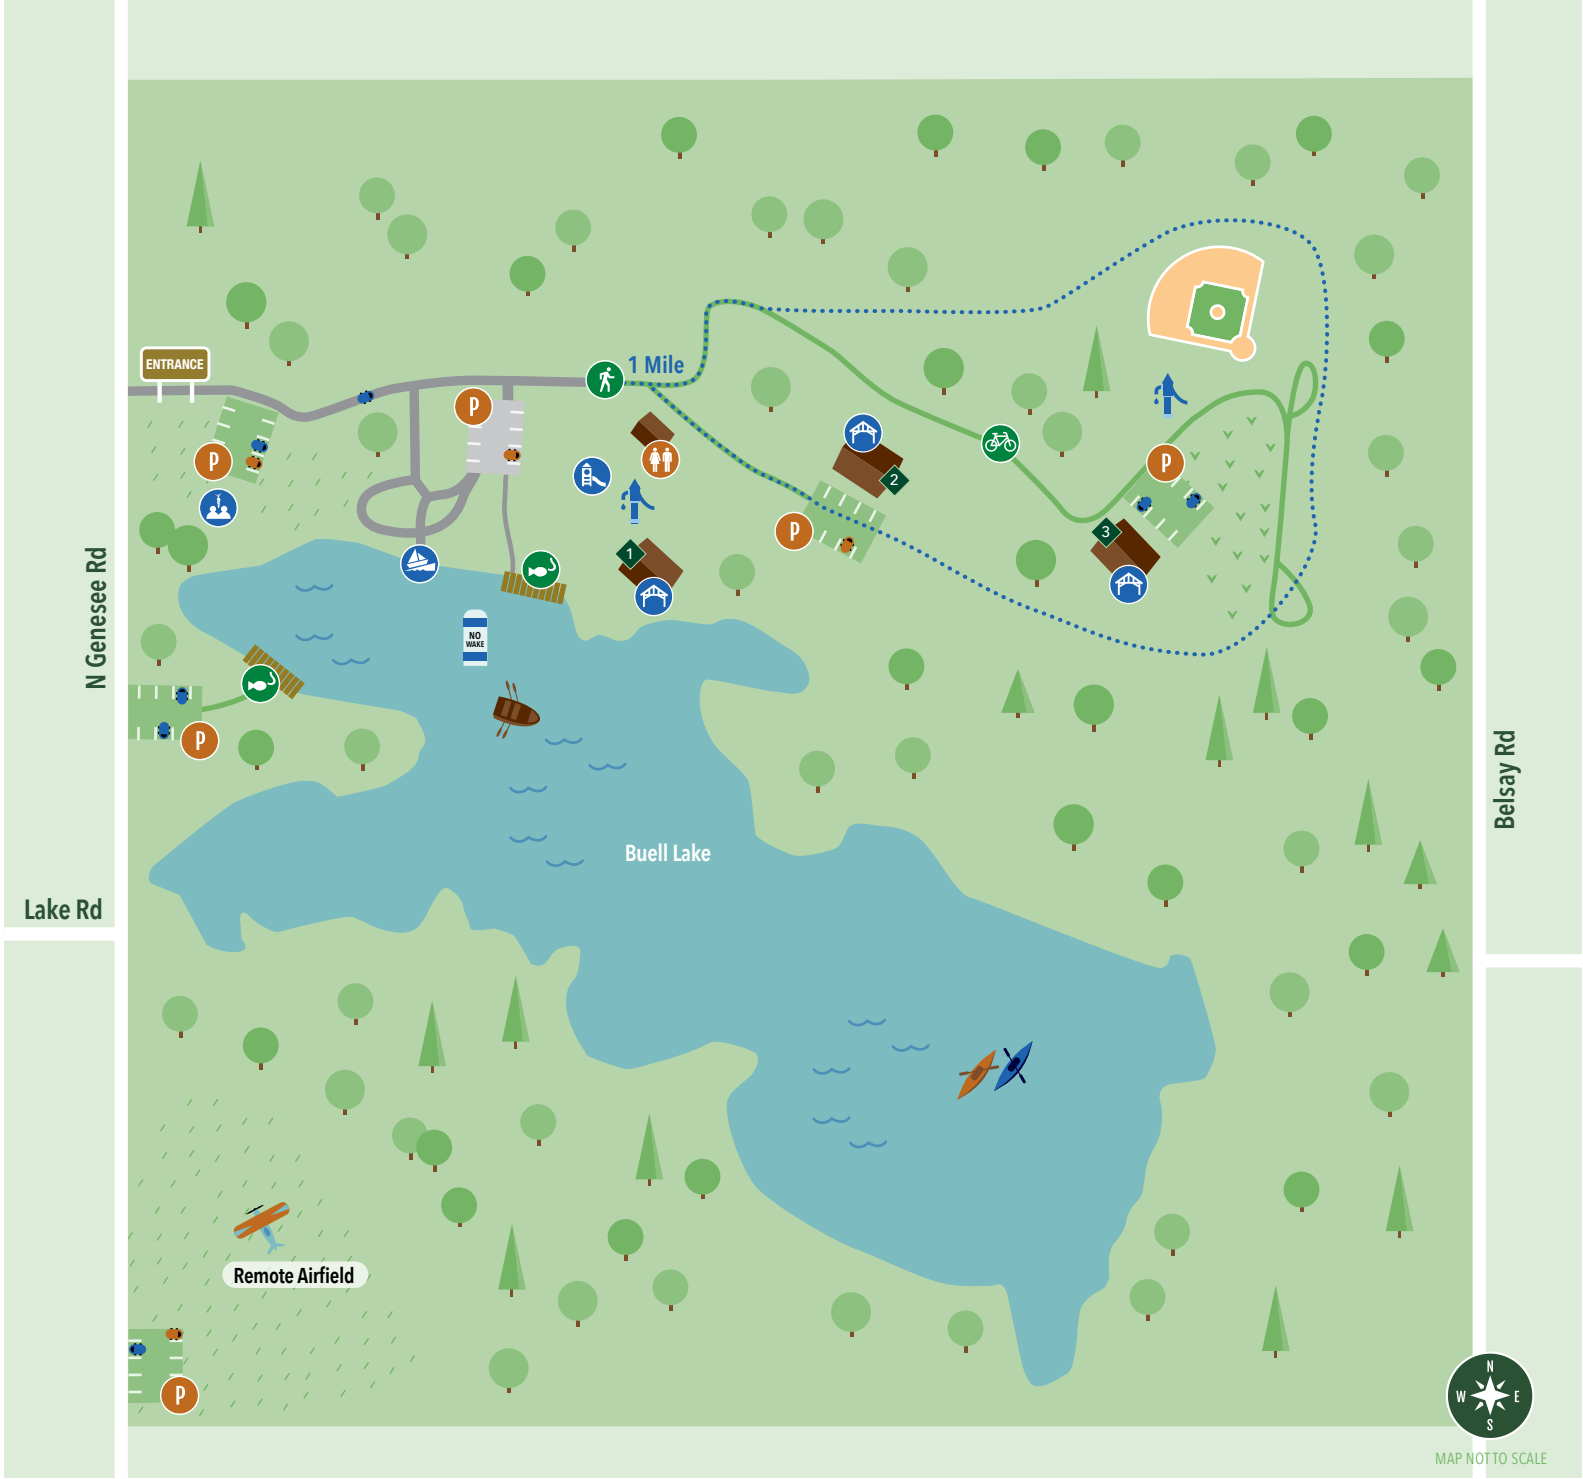 ENTRANCE
1 Mile
P
P
P
2
P
3
1
N Genesee Rd
NO
WAKE
P
Belsay Rd
Buell Lake
Lake Rd
Remote Airfield
P
N
W E
S
MAP NOT TO SCALE